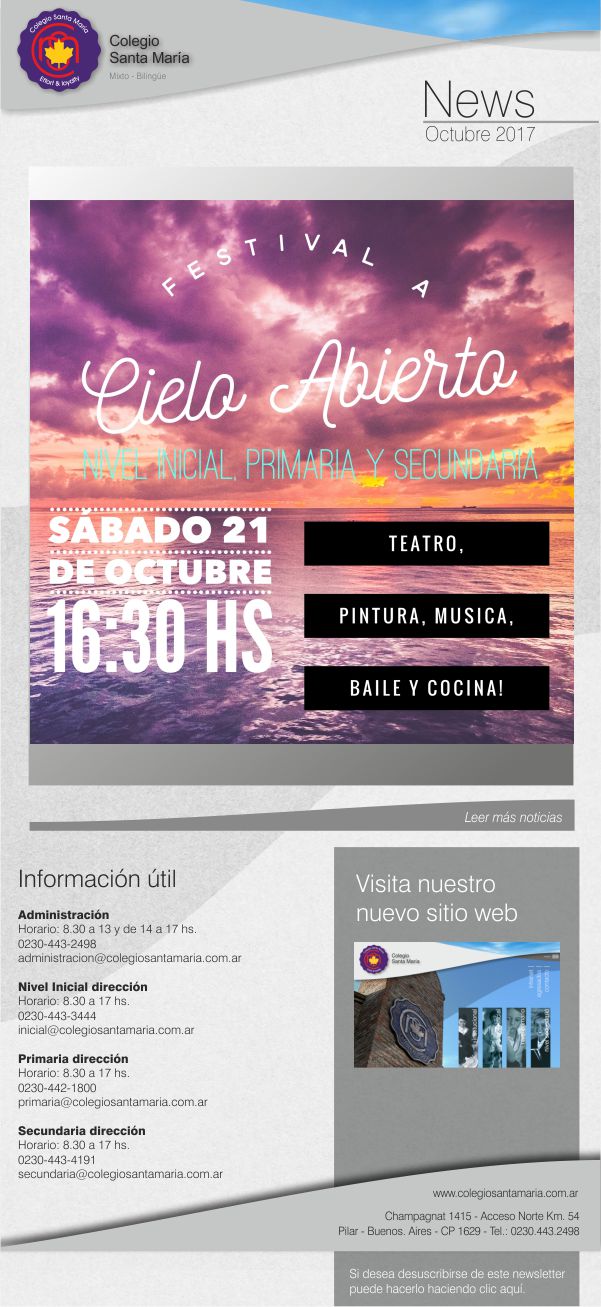 Colegio Santa María
Effort & loyalty
Colegio
Santa María
Mixto - Bilingüe
News
Octubre 2017
FESTIVAL A
Cielo Abierto
NIVEL INICIAL, PRIMARIA Y SECUNDARIA
SÁBADO 21
DE OCTUBRE
16:30 HS
TEATRO,
PINTURA, MUSICA,
BAILE Y COCINA!
Leer más noticias
Información útil
Administración
Horario: 8.30 a 13 y de 14 a 17 hs.
0230-443-2498
administracion@colegiosantamaria.com.ar
Nivel Inicial dirección
Horario: 8.30 a 17 hs.
0230-443-3444
inicial@colegiosantamaria.com.ar
Primaria dirección
Horario: 8.30 a 17 hs.
0230-442-1800
primaria@colegiosantamaria.com.ar
Secundaria dirección
Horario: 8.30 a 17 hs.
0230-443-4191
secundaria@colegiosantamaria.com.ar
Visita nuestro
nuevo sitio web
Colegio
Santa María
www.colegiosantamaria.com.ar
Champagnat 1415 - Acceso Norte Km. 54
Pilar - Buenos. Aires - CP 1629 - Tel.: 0230.443.2498
Si desea desuscribirse de este newsletter
puede hacerlo haciendo clic aquí.